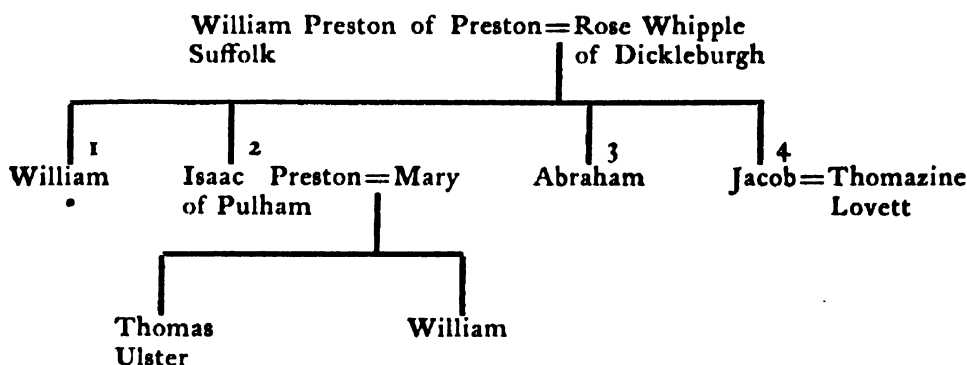 William Preston of Preston=Rose Whipple
Suffolk of Dickleburgh
1 2 3 4
William Isaac Preston=Mary Abraham Jacob=Thomazine
of Pulham Lovett
Thomas William
Ulster